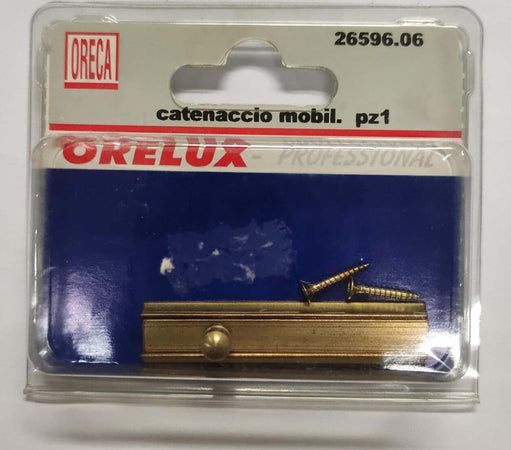 ORECA
26596.06
catenaccio mobil. pz1
ORELUX - PROFESSIONAL